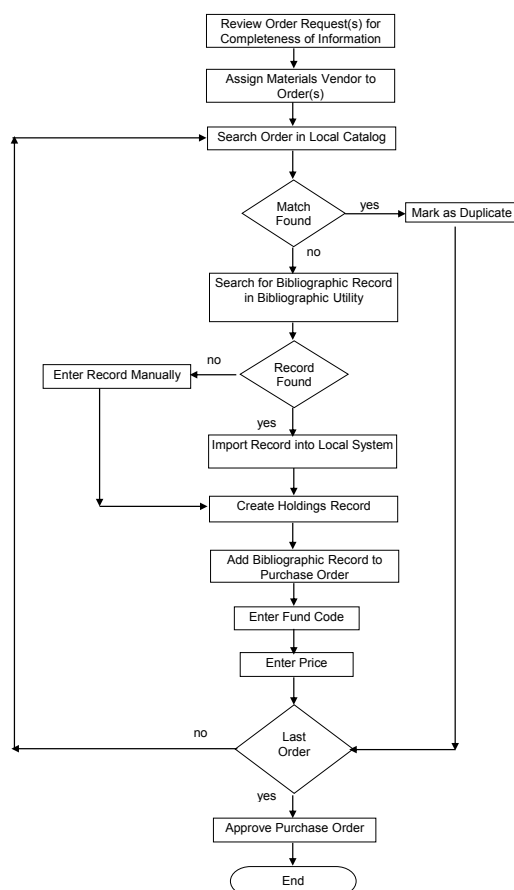 Review Order Request(s) for
Completeness of Information
Assign Materials Vendor to
Order(s)
Search Order in Local Catalog
Match
Found
yes
Mark as Duplicate
no
Search for Bibliographic Record
in Bibliographic Utility
no
Record
Found
Enter Record Manually
yes
Import Record into Local System
Create Holdings Record
Add Bibliographic Record to
Purchase Order
Enter Fund Code
Enter Price
no
Last
Order
yes
Approve Purchase Order
End